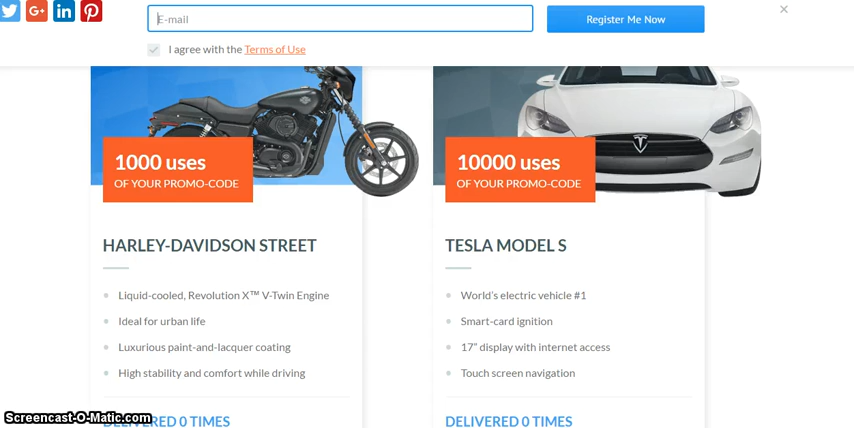 E-mail
Register Me Now
I agree with the Terms of Use
1000 uses
OF YOUR PROMO-CODE
10000 uses
OF YOUR PROMO-CODE
HARLEY-DAVIDSON STREET
Liquid-cooled, Revolution X™ V-Twin Engine
Ideal for urban life
Luxurious paint-and-lacquer coating
High stability and comfort while driving
DELIVERED 0 TIMES
TESLA MODEL S
World's electric vehicle #1
Smart-card ignition
17” display with internet access
Touch screen navigation
DELIVERED 0 TIMES
Screencast-O-Matic.com